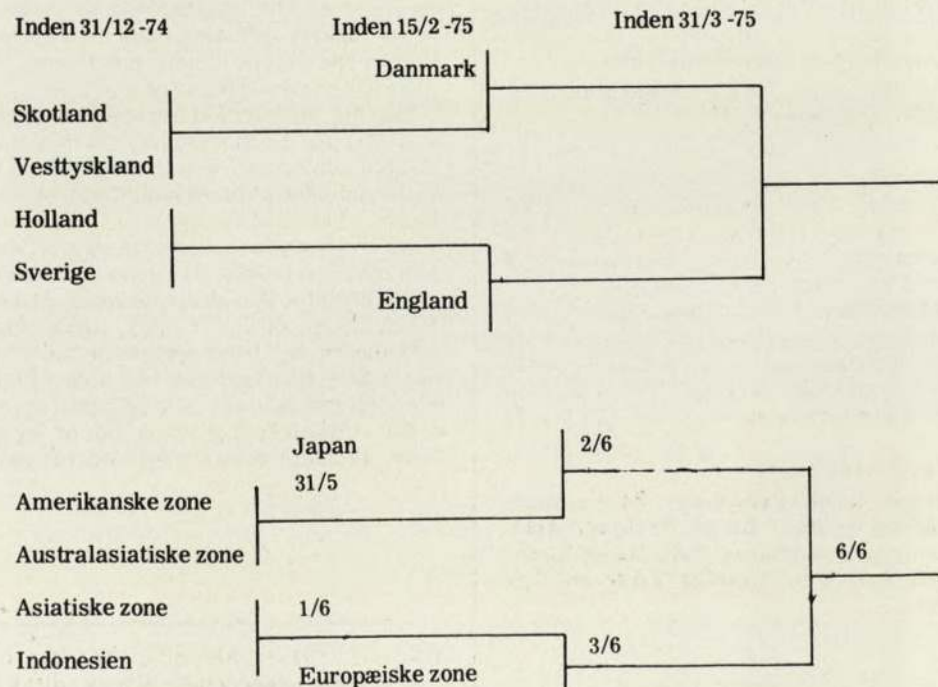 Inden 31/12 -74 Inden 15/2 -75 Inden 31/3 -75
Danmark
Skotland
Vesttyskland
Holland
Sverige
England
Japan 2/6
Amerikanske zone 31/5
Australasiatiske zone 6/6
Asiatiske zone 1/6
Indonesien 3/6
Europæiske zone